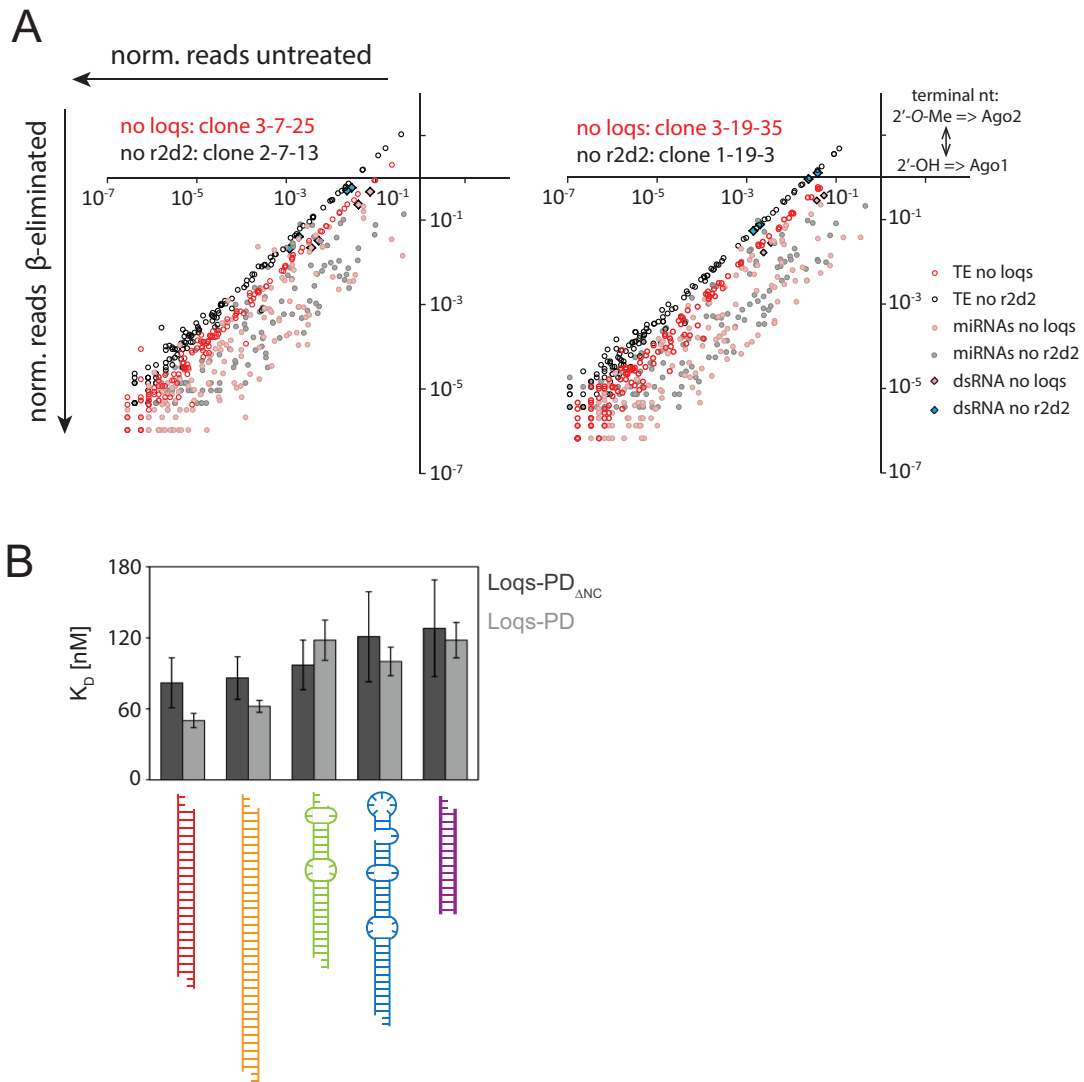 A
norm. reads untreated
norm. reads β-eliminated
no loqs: clone 3-7-25
no r2d2: clone 2-7-13
10-7
10-5
10-3
10-1
10-1
10-3
10-5
10-7
no loqs: clone 3-19-35
no r2d2: clone 1-19-3
10-7
10-5
10-3
10-1
10-1
10-3
10-5
10-7
terminal nt:
2'-O-Me => Ago2
2'-OH => Ago1
TE no loqs
TE no r2d2
miRNAs no loqs
miRNAs no r2d2
dsRNA no loqs
dsRNA no r2d2
B
KD [nM]
180
120
60
0
Loqs-PDΔNC
Loqs-PD